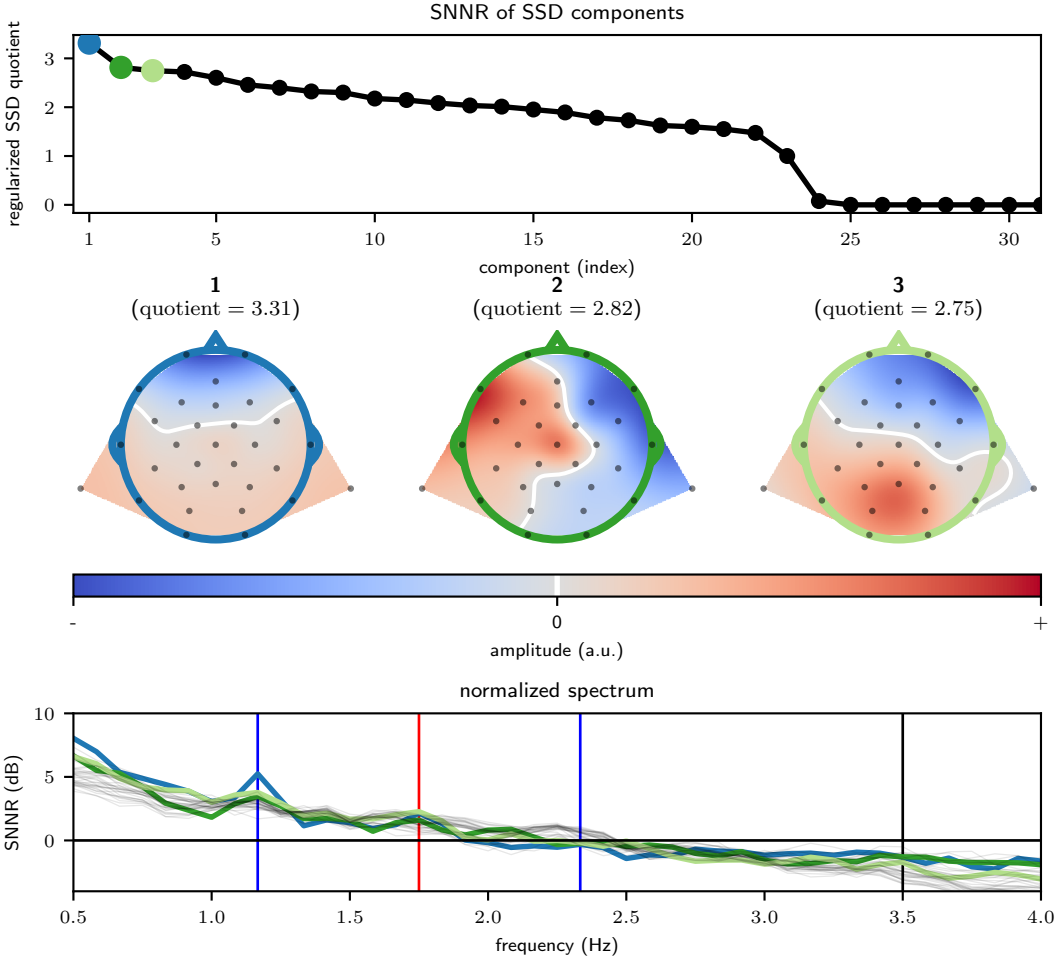 SNNR of SSD components
regularized SSD quotient
3
2
1
0
1 5 10 15 20 25 30
component (index)
1 2 3
(quotient = 3.31) (quotient = 2.82) (quotient = 2.75)
- 0 +
amplitude (a.u.)
normalized spectrum
SNNR (dB)
10
5
0
0.5 1.0 1.5 2.0 2.5 3.0 3.5 4.0
frequency (Hz)